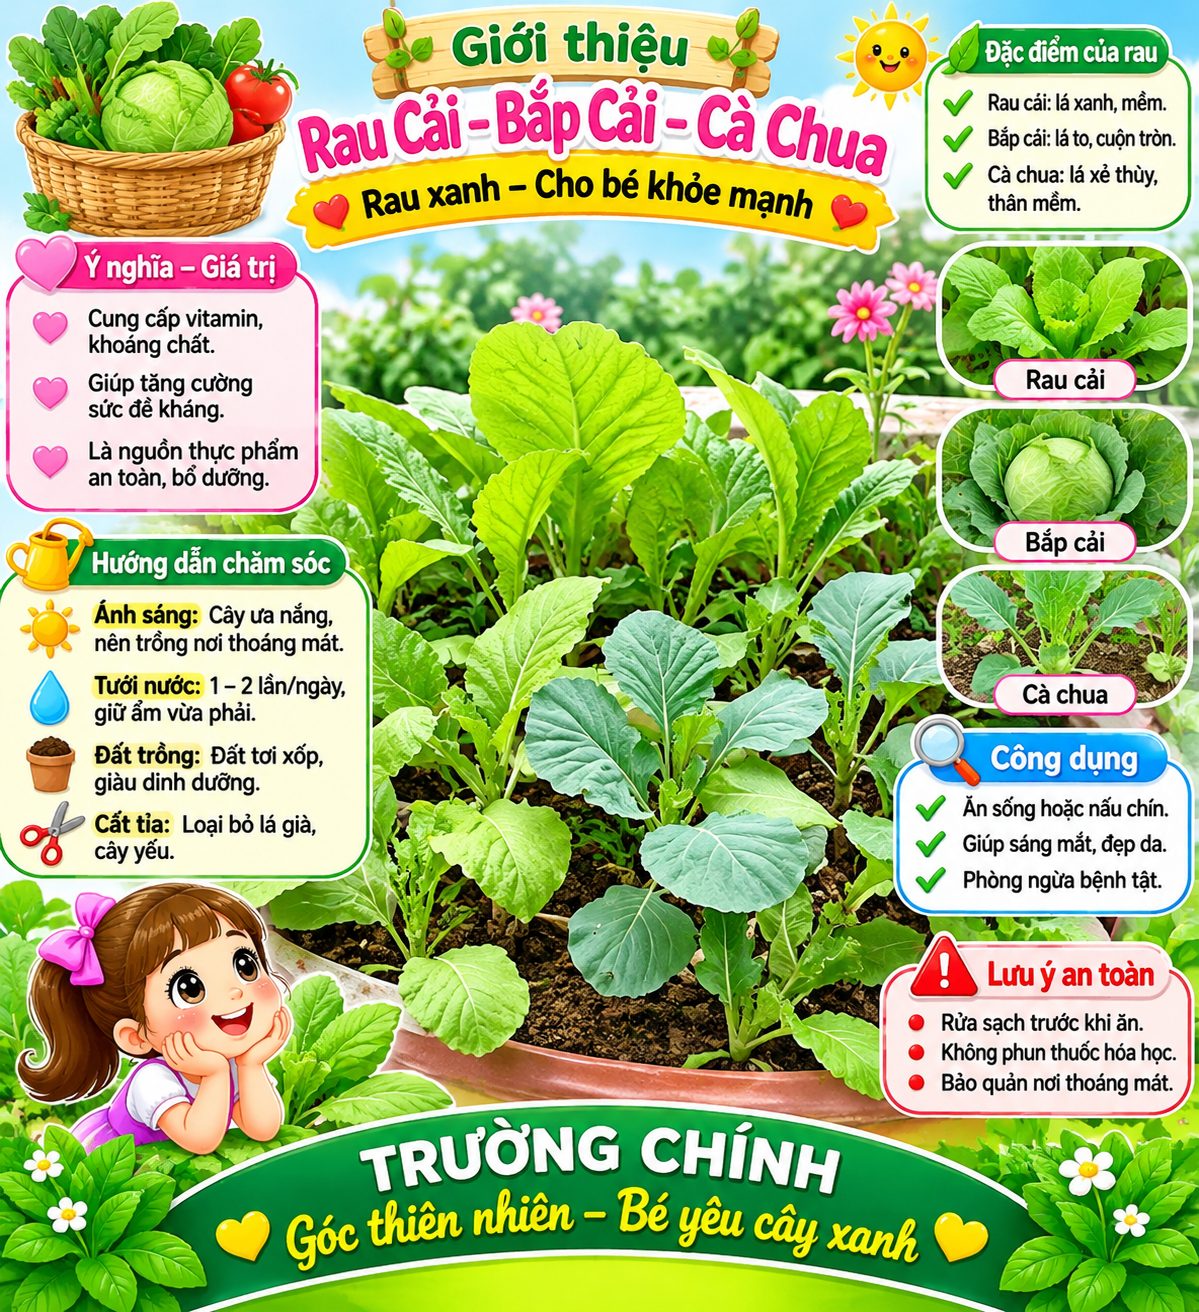 Giới thiệu
Rau Cải - Bắp Cải - Cà Chua
Rau xanh – Cho bé khỏe mạnh
Ý nghĩa – Giá trị
Cung cấp vitamin,
khoáng chất.
Giúp tăng cường
sức đề kháng.
Là nguồn thực phẩm
an toàn, bổ dưỡng.
Hướng dẫn chăm sóc
Ánh sáng: Cây ưa nắng,
nên trồng nơi thoáng mát.
Tưới nước: 1 – 2 lần/ngày,
giữ ẩm vừa phải.
Đất trồng: Đất tơi xốp,
giàu dinh dưỡng.
Cắt tỉa: Loại bỏ lá già,
cây yếu.
Đặc điểm của rau
Rau cải: lá xanh, mềm.
Bắp cải: lá to, cuộn tròn.
Cà chua: lá xẻ thùy,
thân mềm.
Rau cải
Bắp cải
Cà chua
Công dụng
Ăn sống hoặc nấu chín.
Giúp sáng mắt, đẹp da.
Phòng ngừa bệnh tật.
Lưu ý an toàn
Rửa sạch trước khi ăn.
Không phun thuốc hóa học.
Bảo quản nơi thoáng mát.
TRƯỜNG CHÍNH
Góc thiên nhiên – Bé yêu cây xanh